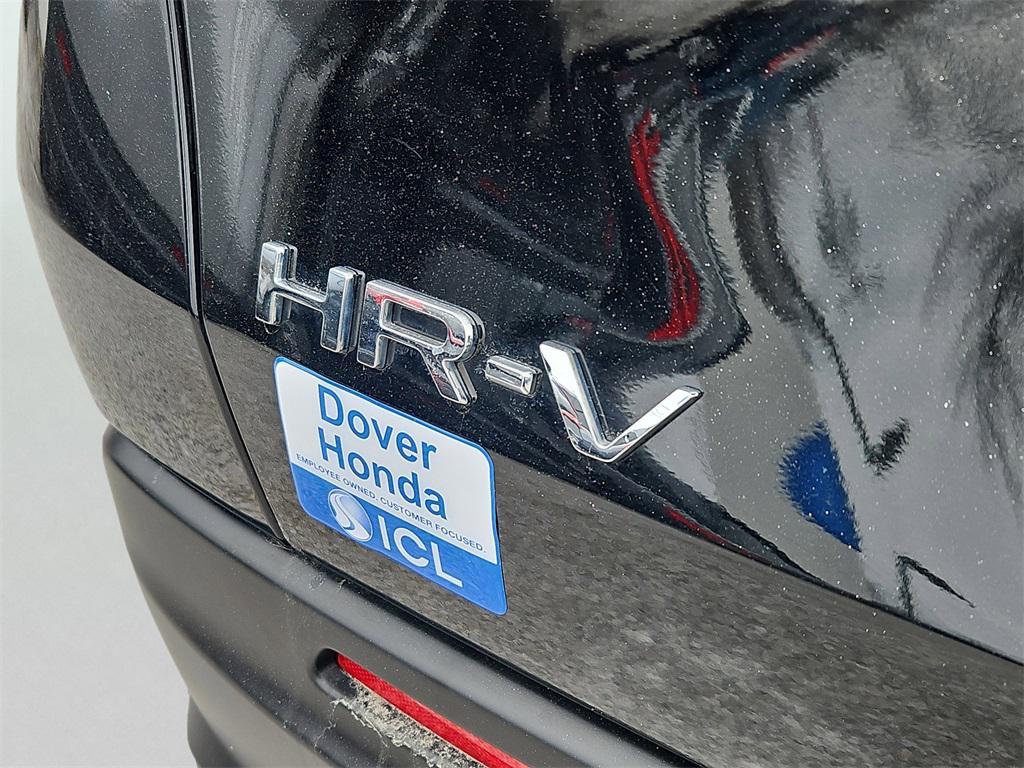 HR-V
Dover
Honda
EMPLOYEE OWNED. CUSTOMER FOCUSED.
ICL